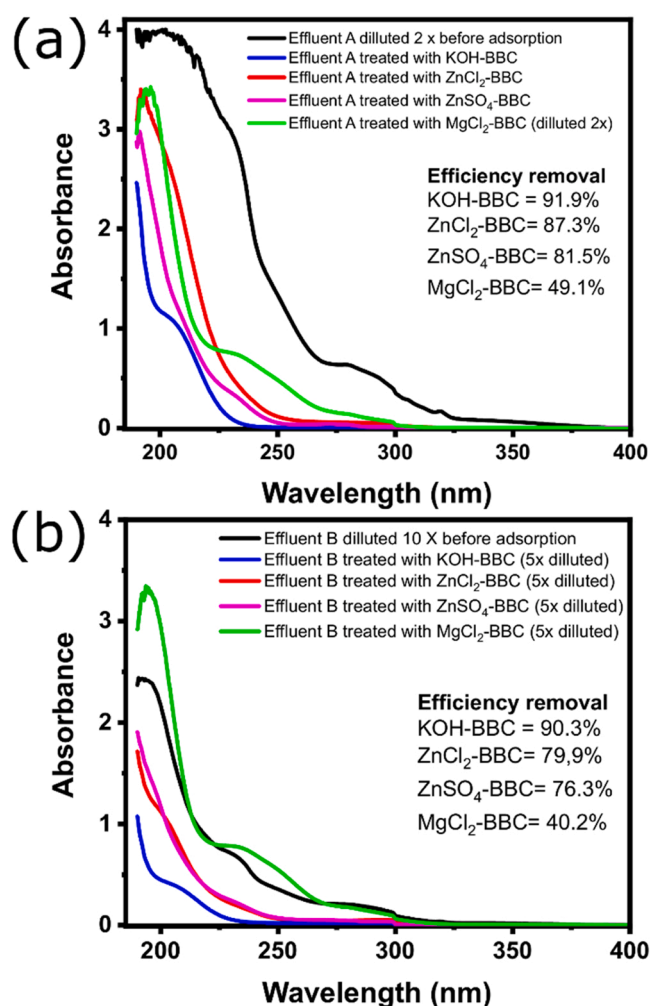 (a)
Effluent A dilluted 2 x before adsorption
Effluent A treated with KOH-BBC
Effluent A treated with ZnCl₂-BBC
Effluent A treated with ZnSO₄-BBC
Effluent A treated with MgCl₂-BBC (dilluted 2x)
Efficiency removal
KOH-BBC = 91.9%
ZnCl₂-BBC = 87.3%
ZnSO₄-BBC= 81.5%
MgCl₂-BBC= 49.1%
Absorbance
4
3
2
1
0
200 250 300 350 400
Wavelength (nm)
(b)
Effluent B dilluted 10 X before adsorption
Effluent B treated with KOH-BBC (5x dilluted)
Effluent B treated with ZnCl₂-BBC (5x dilluted)
Effluent B treated with ZnSO₄-BBC (5x dilluted)
Effluent B treated with MgCl₂-BBC (5x dilluted)
Efficiency removal
KOH-BBC = 90.3%
ZnCl₂-BBC = 79,9%
ZnSO₄-BBC= 76.3%
MgCl₂-BBC= 40.2%
Absorbance
4
3
2
1
0
200 250 300 350 400
Wavelength (nm)